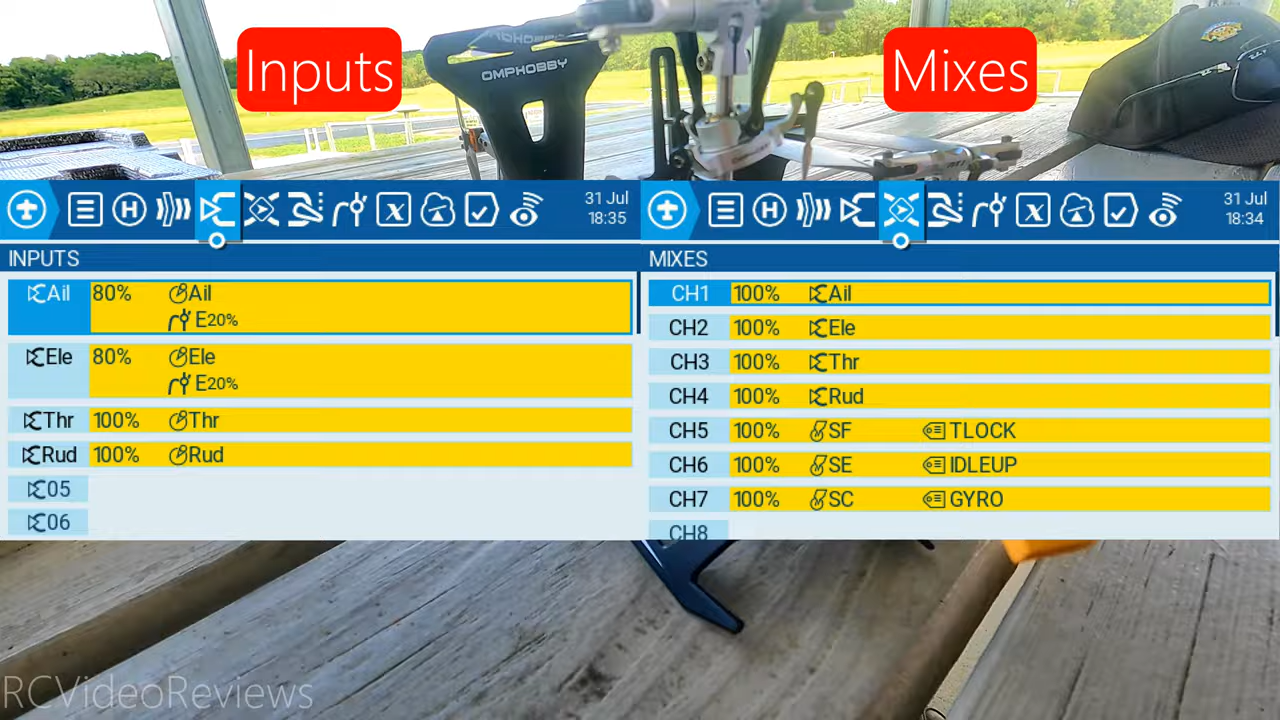 Inputs
Mixes
OMPHOBBY
31 Jul
18:35
INPUTS
Ail 80% Ail
E20%
Ele 80% Ele
E20%
Thr 100% Thr
Rud 100% Rud
05
06
31 Jul
18:34
MIXES
CH1 100% Ail
CH2 100% Ele
CH3 100% Thr
CH4 100% Rud
CH5 100% SF TLOCK
CH6 100% SE IDLEUP
CH7 100% SC GYRO
CH8
RCVideoReviews